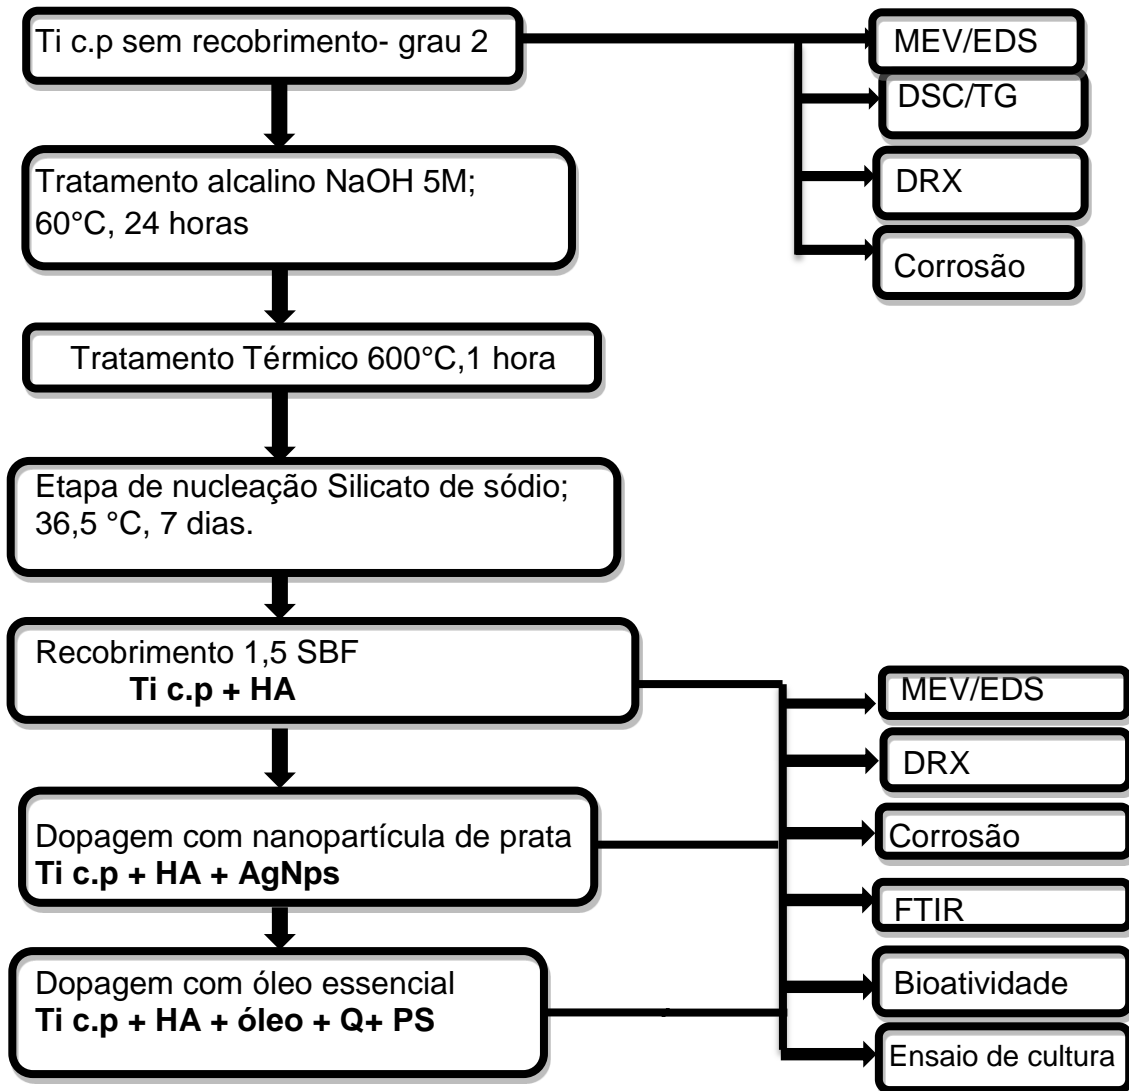 Ti c.p sem recobrimento- grau 2
MEV/EDS
DSC/TG
DRX
Corrosão
Tratamento alcalino NaOH 5M;
60°C, 24 horas
Tratamento Térmico 600°C,1 hora
Etapa de nucleação Silicato de sódio;
36,5 °C, 7 dias.
Recobrimento 1,5 SBF
Ti c.p + HA
Dopagem com nanopartícula de prata
Ti c.p + HA + AgNps
Dopagem com óleo essencial
Ti c.p + HA + óleo + Q+ PS
MEV/EDS
DRX
Corrosão
FTIR
Bioatividade
Ensaio de cultura